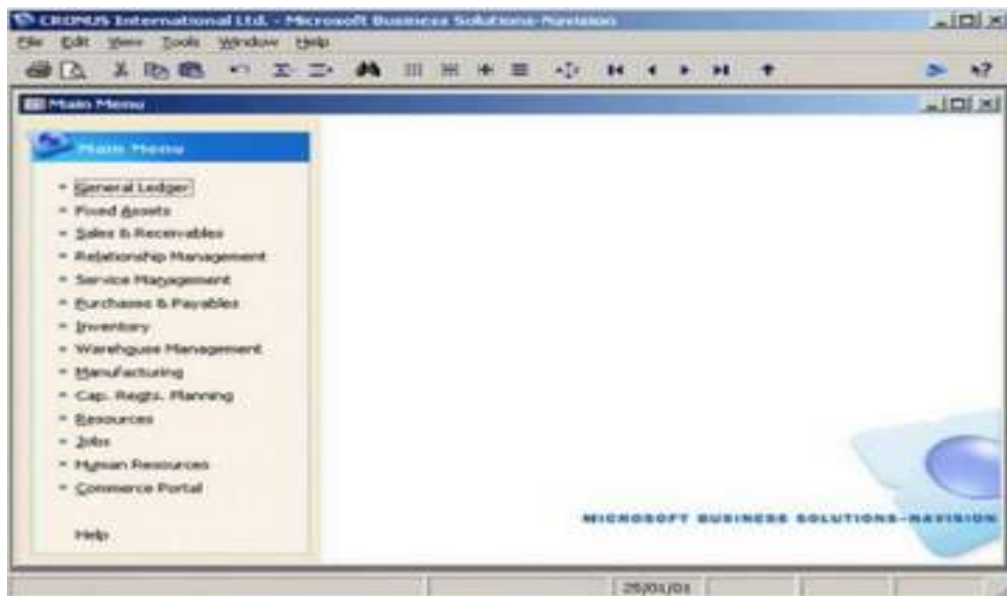 CRONUS International Ltd. - Microsoft Business Solutions-Navision
File Edit View Tools Window Help
Main Menu
Main Menu
General Ledger
Fixed Assets
Sales & Receivables
Relationship Management
Service Management
Purchases & Payables
Inventory
Warehouse Management
Manufacturing
Cap. Reqts. Planning
Resources
Jobs
Human Resources
Commerce Portal
Help
MICROSOFT BUSINESS SOLUTIONS-NAVISION
25/01/01